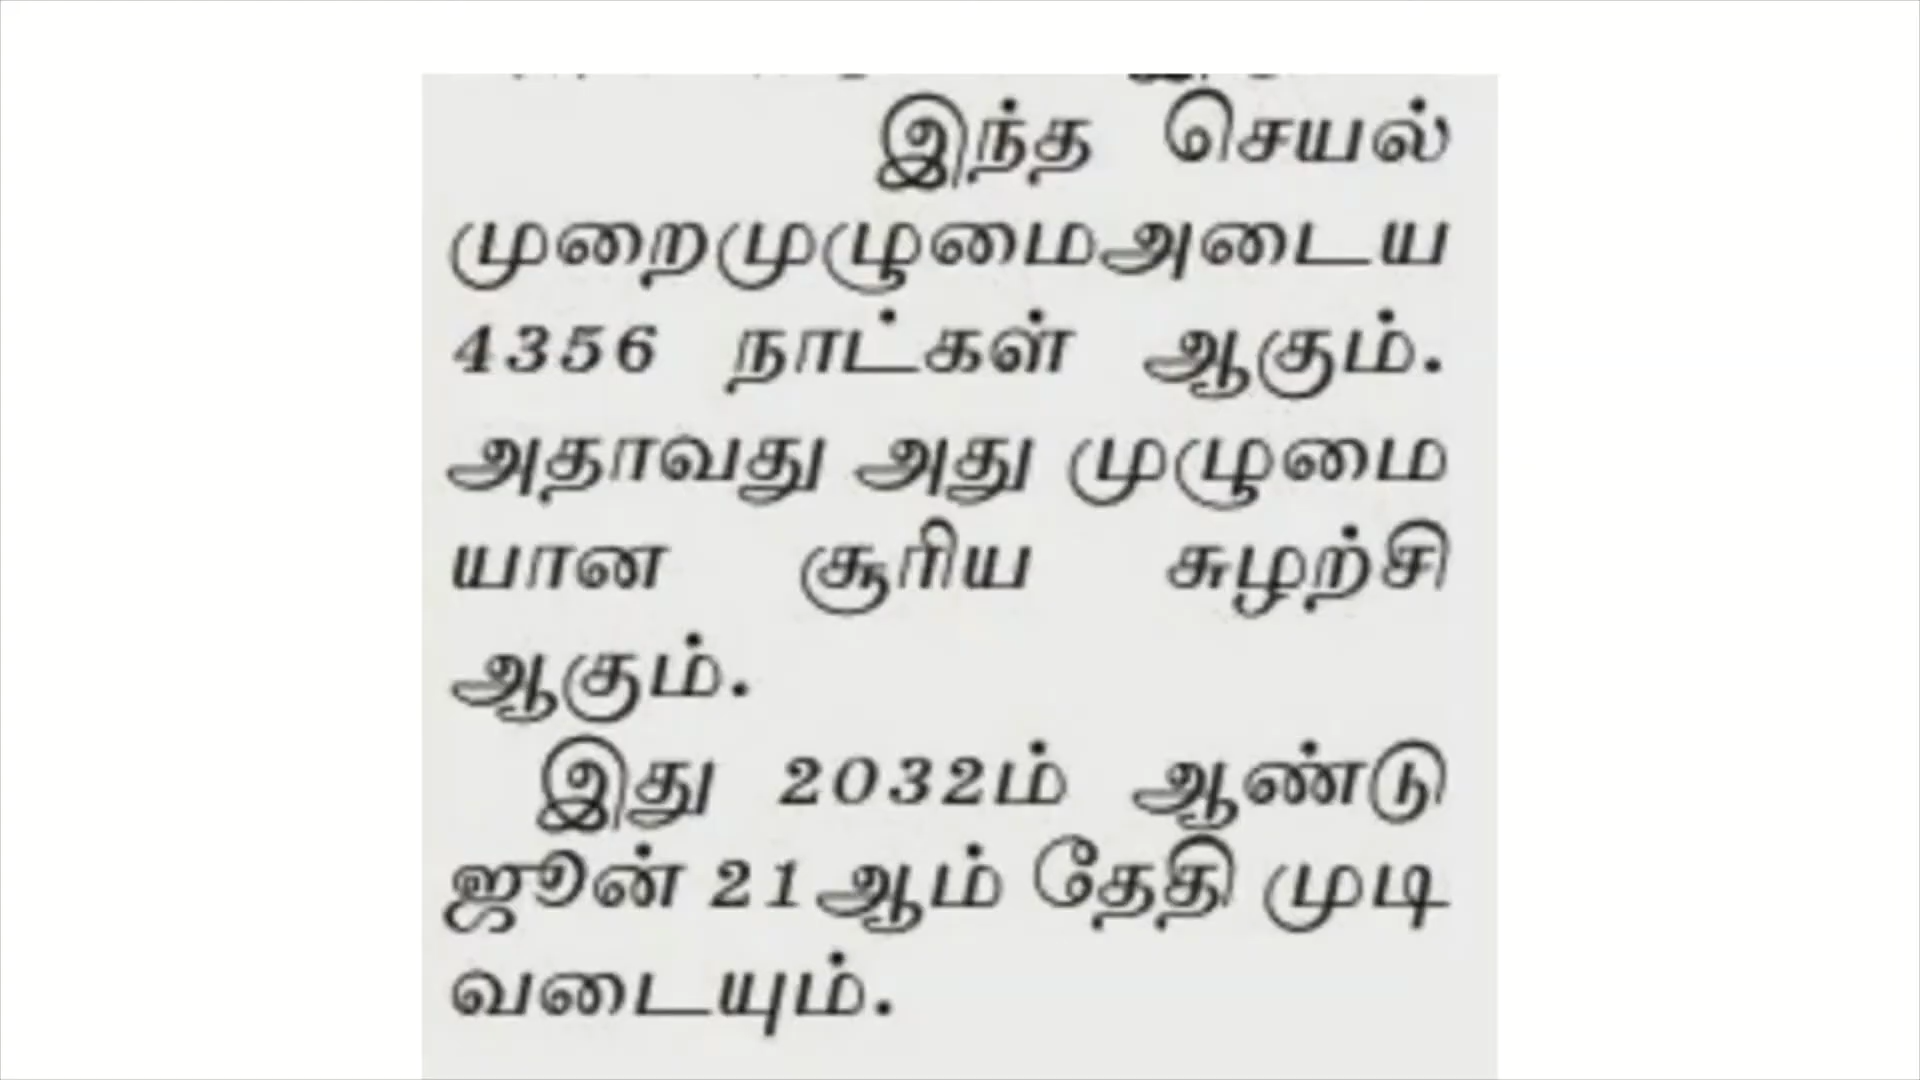 இந்த செயல்
முறைமுழுமைஅடைய
4356 நாட்கள் ஆகும்.
அதாவது அது முழுமை
யான சூரிய சுழற்சி
ஆகும்.
இது 2032ம் ஆண்டு
ஜூன் 21ஆம் தேதி முடி
வடையும்.